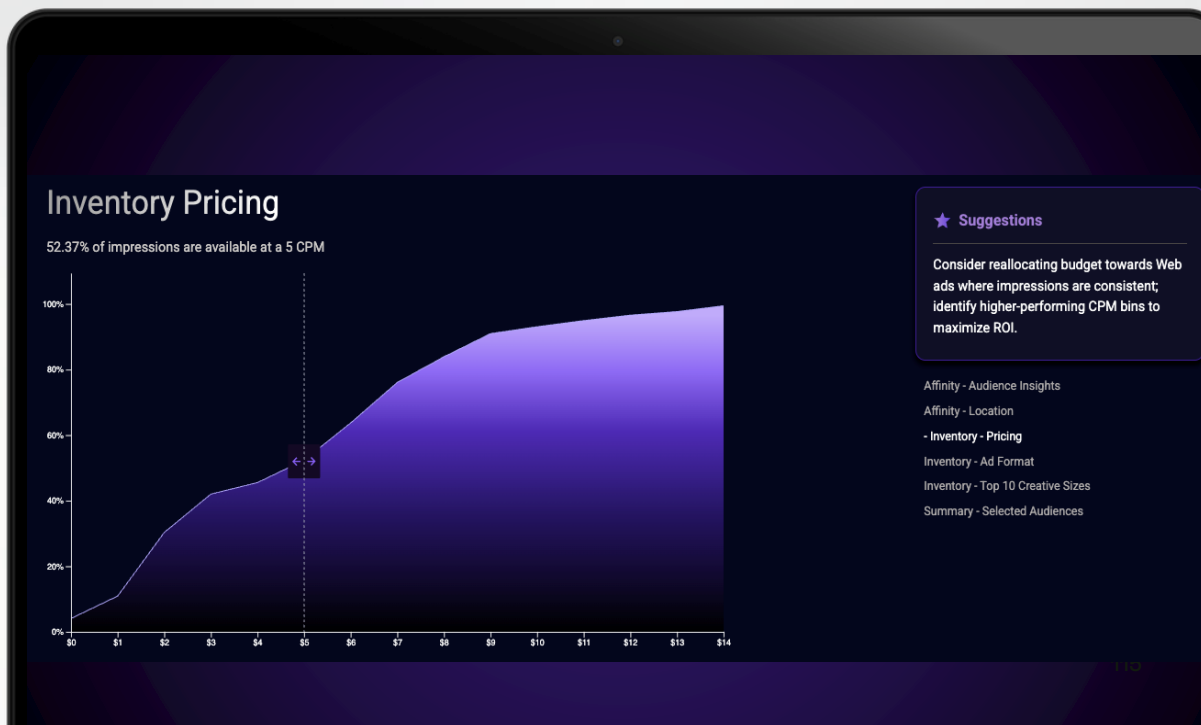 Inventory Pricing
52.37% of impressions are available at a 5 CPM
100%
80%
60%
40%
20%
0%
$0 $1 $2 $3 $4 $5 $6 $7 $8 $9 $10 $11 $12 $13 $14
Suggestions
Consider reallocating budget towards Web
ads where impressions are consistent;
identify higher-performing CPM bins to
maximize ROI.
Affinity - Audience Insights
Affinity - Location
- Inventory - Pricing
Inventory - Ad Format
Inventory - Top 10 Creative Sizes
Summary - Selected Audiences